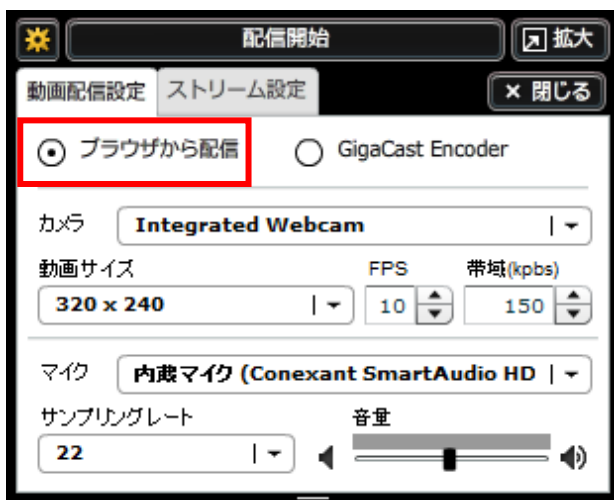 配信開始 拡大
動画配信設定 ストリーム設定 × 閉じる
ブラウザから配信 GigaCast Encoder
カメラ Integrated Webcam
動画サイズ FPS 帯域(kpbs)
320 x 240 10 150
マイク 内蔵マイク (Conexant SmartAudio HD
サンプリングレート 音量
22